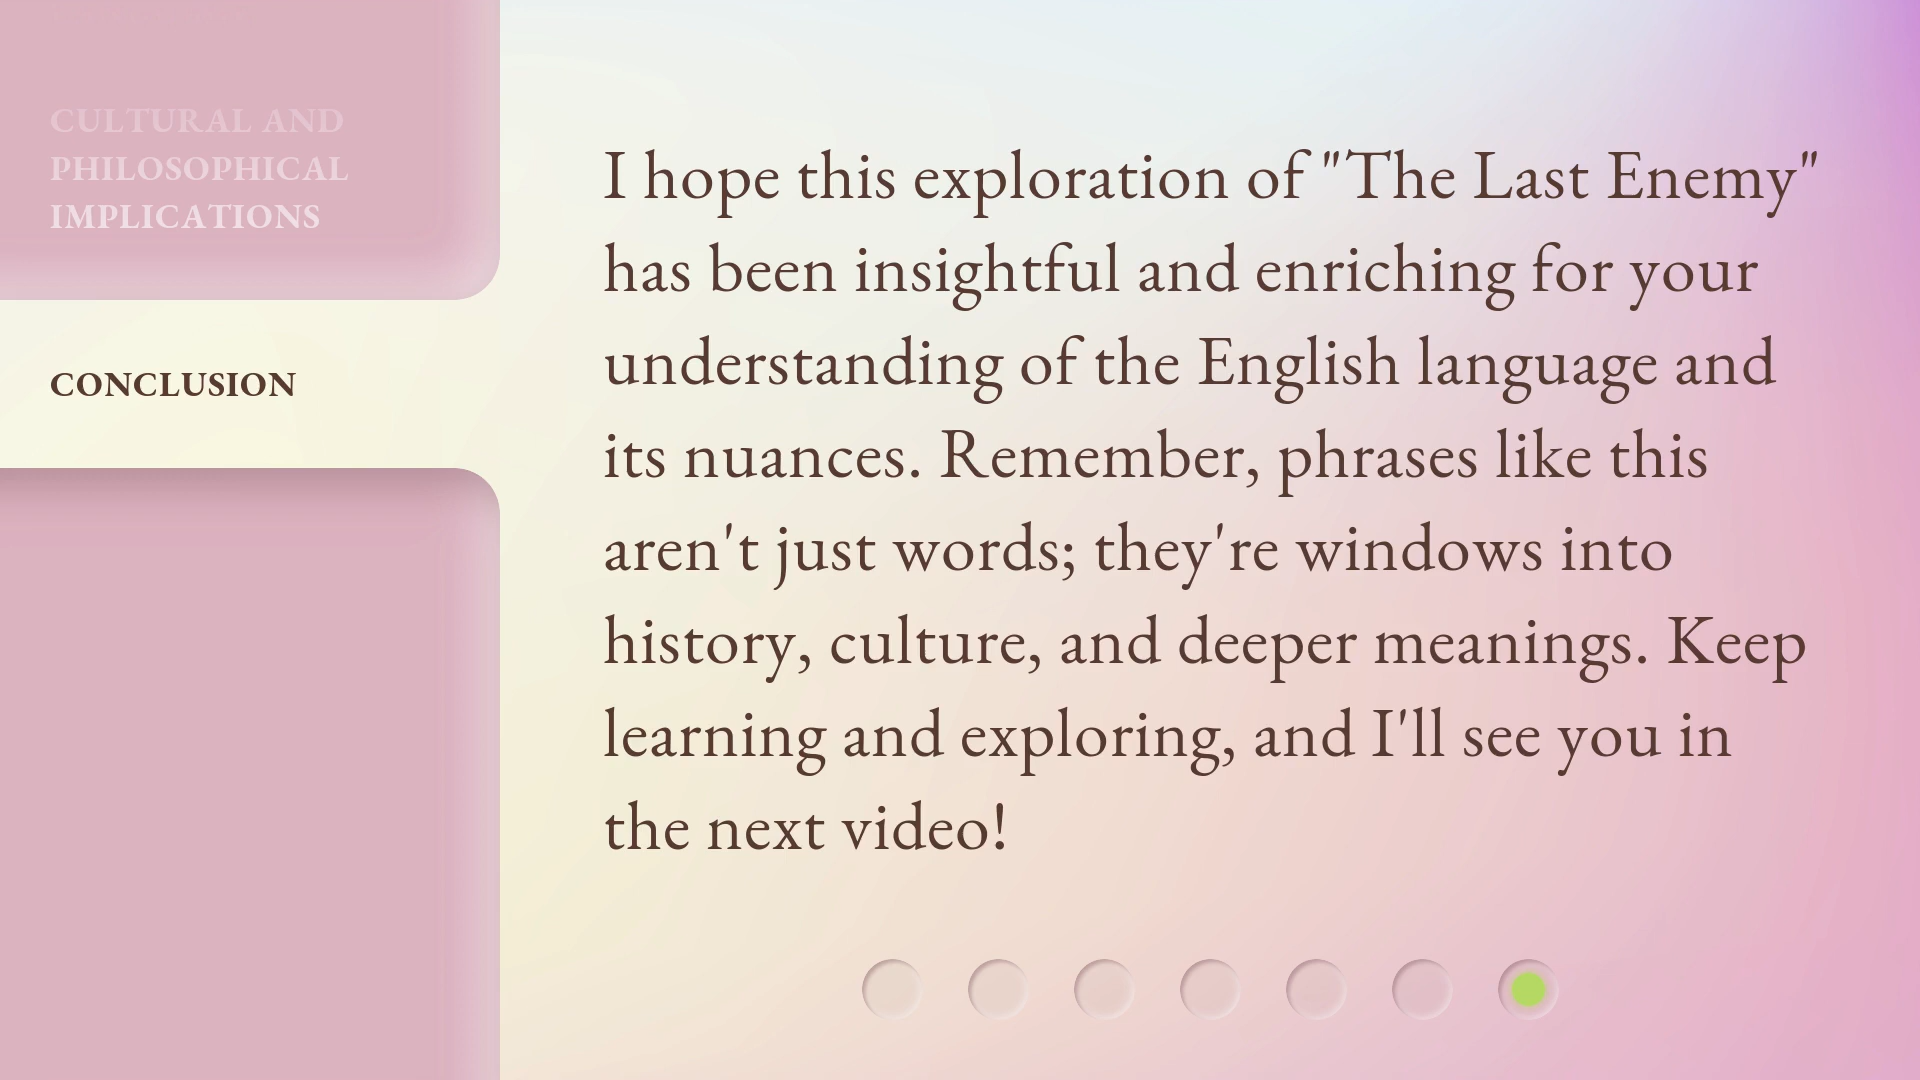 CULTURAL AND
PHILOSOPHICAL
IMPLICATIONS
CONCLUSION
I hope this exploration of "The Last Enemy"
has been insightful and enriching for your
understanding of the English language and
its nuances. Remember, phrases like this
aren't just words; they're windows into
history, culture, and deeper meanings. Keep
learning and exploring, and I'll see you in
the next video!